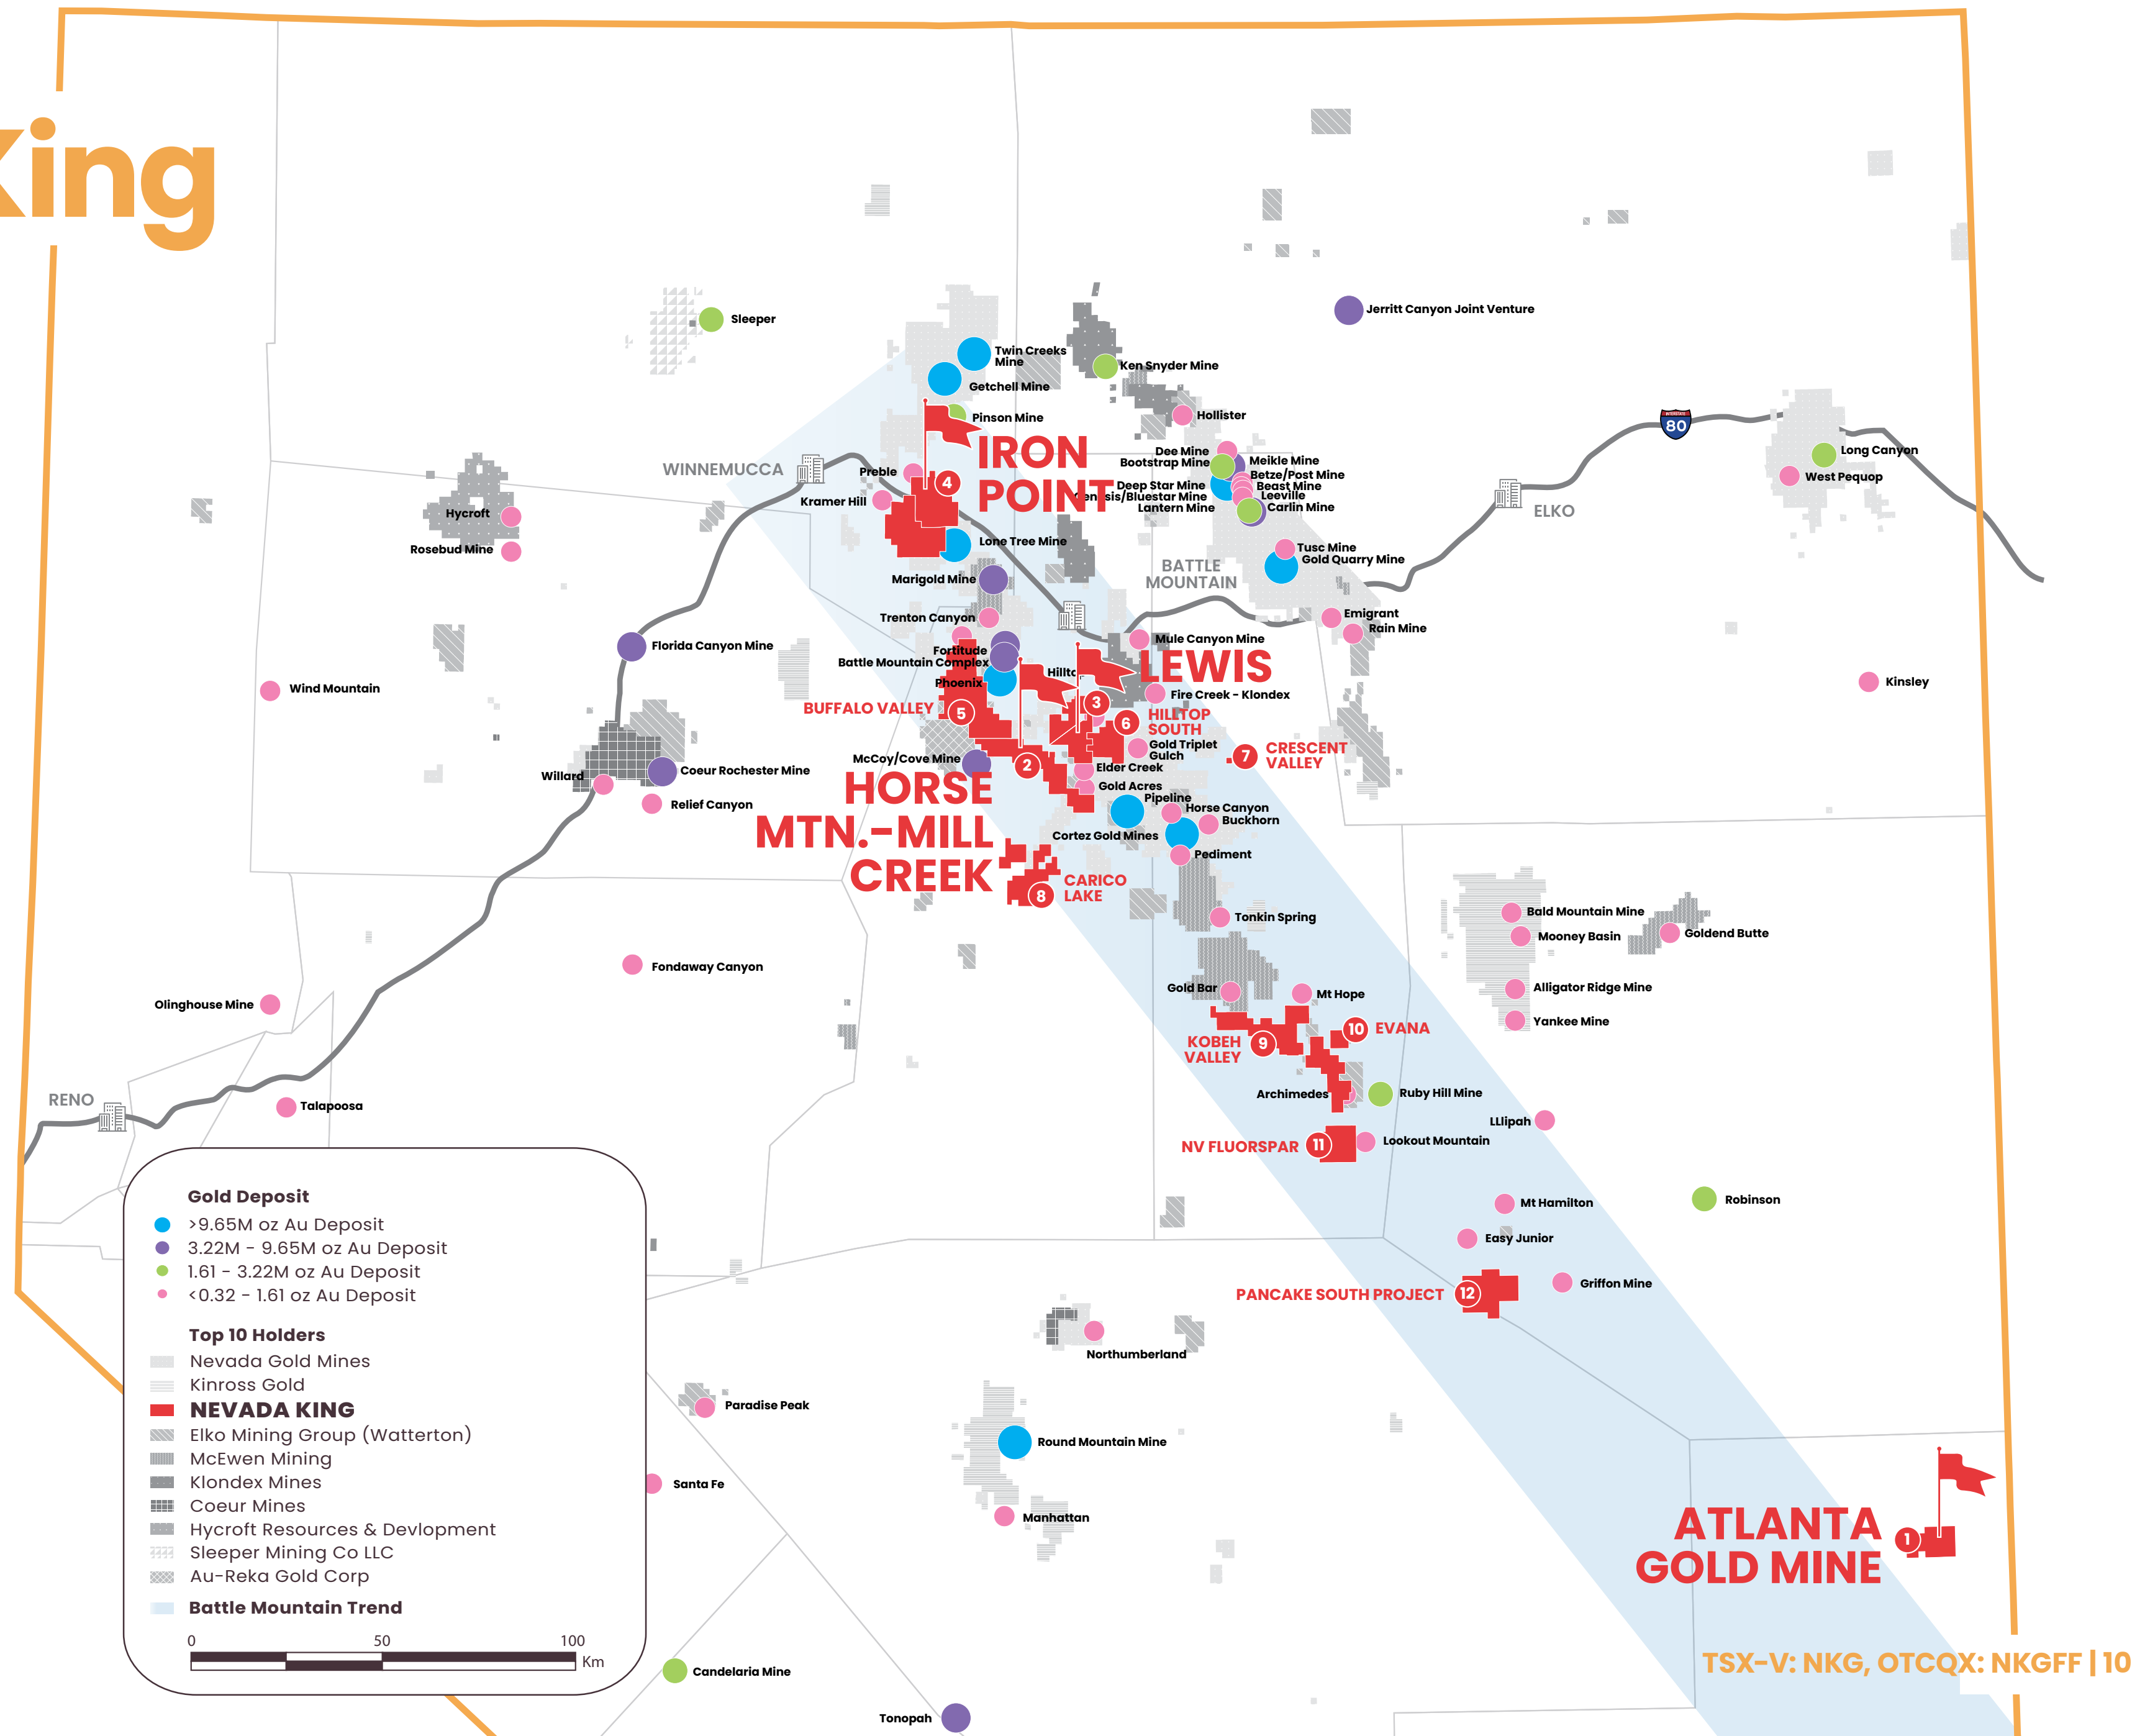 King
Sleeper
Jerritt Canyon Joint Venture
Twin Creeks
Mine
Getchell Mine
Ken Snyder Mine
Pinson Mine
Hollister
INTERSTATE
80
IRON
POINT
4
WINNEMUCCA
Preble
Kramer Hill
Dee Mine
Bootstrap Mine
Meikle Mine
Betze/Post Mine
Deep Star Mine
Beast Mine
Genesis/Bluestar Mine
Leeville
Lantern Mine
Carlin Mine
Long Canyon
West Pequop
ELKO
Hycroft
Rosebud Mine
Lone Tree Mine
Tusc Mine
Gold Quarry Mine
BATTLE
MOUNTAIN
Marigold Mine
Trenton Canyon
Emigrant
Rain Mine
Florida Canyon Mine
Fortitude
Battle Mountain Complex
Phoenix
Mule Canyon Mine
LEWIS
Hilltc
Wind Mountain
Kinsley
Fire Creek - Klondex
BUFFALO VALLEY
5
3
6
HILLTOP
SOUTH
Gold Triplet
Gulch
7
CRESCENT
VALLEY
McCoy/Cove Mine
2
Elder Creek
Willard
Coeur Rochester Mine
Relief Canyon
HORSE
MTN.-MILL
CREEK
Gold Acres
Pipeline
Horse Canyon
Buckhorn
Cortez Gold Mines
Pediment
8
CARICO
LAKE
Tonkin Spring
Bald Mountain Mine
Mooney Basin
Goldend Butte
Fondaway Canyon
Olinghouse Mine
Gold Bar
Mt Hope
Alligator Ridge Mine
Yankee Mine
KOBEH
VALLEY
9
10
EVANA
RENO
Talapoosa
Archimedes
Ruby Hill Mine
LLlipah
NV FLUORSPAR
11
Lookout Mountain
Mt Hamilton
Robinson
Easy Junior
Griffon Mine
PANCAKE SOUTH PROJECT
12
Northumberland
Paradise Peak
Round Mountain Mine
Santa Fe
Manhattan
ATLANTA
GOLD MINE
1
Candelaria Mine
Tonopah
Gold Deposit
>9.65M oz Au Deposit
3.22M - 9.65M oz Au Deposit
1.61 - 3.22M oz Au Deposit
<0.32 - 1.61 oz Au Deposit
Top 10 Holders
Nevada Gold Mines
Kinross Gold
NEVADA KING
Elko Mining Group (Watterton)
McEwen Mining
Klondex Mines
Coeur Mines
Hycroft Resources & Devlopment
Sleeper Mining Co LLC
Au-Reka Gold Corp
Battle Mountain Trend
0 50 100
Km
TSX-V: NKG, OTCQX: NKGFF | 10